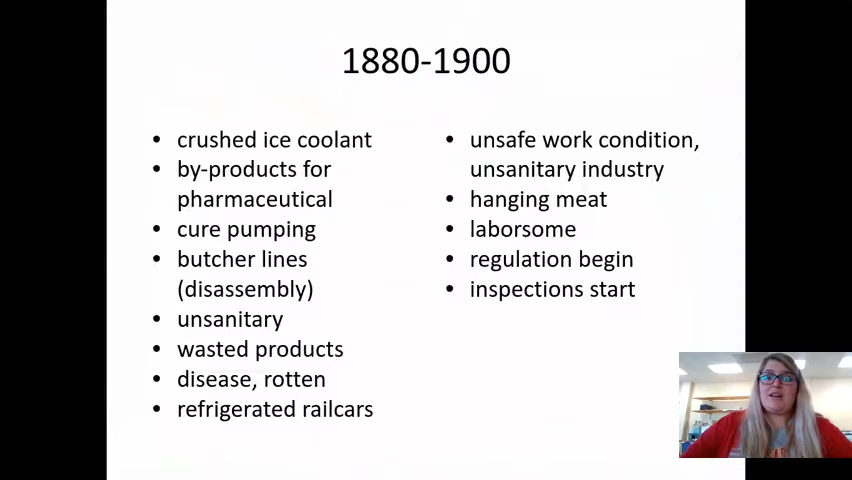 1880-1900
• crushed ice coolant
• by-products for
pharmaceutical
• cure pumping
• butcher lines
(disassembly)
• unsanitary
• wasted products
• disease, rotten
• refrigerated railcars
• unsafe work condition,
unsanitary industry
• hanging meat
• laborsome
• regulation begin
• inspections start